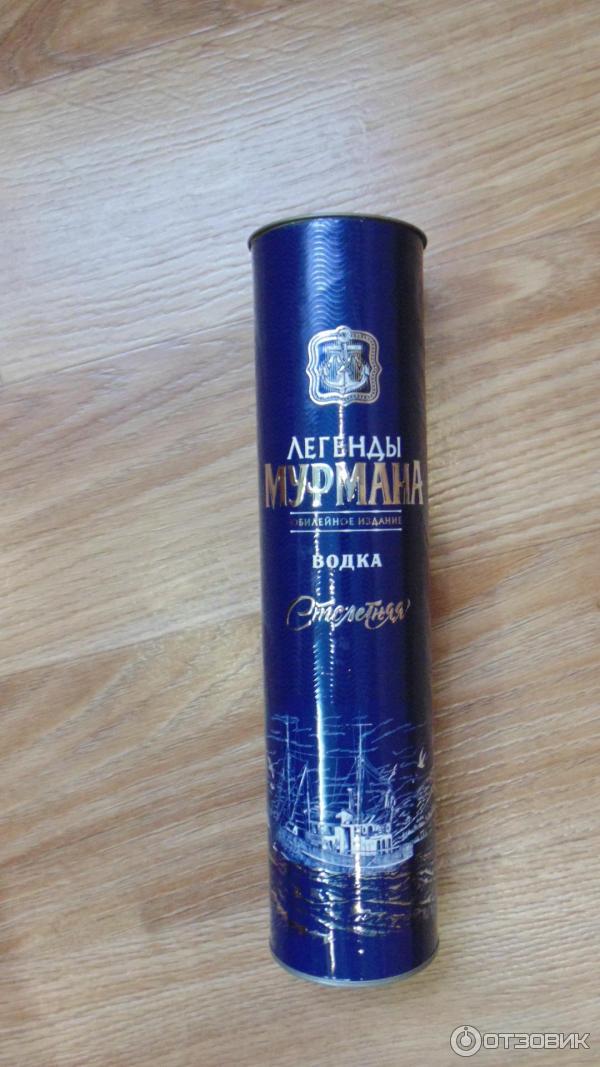 ЛЕГЕНДЫ
МУРМАНА
ЮБИЛЕЙНОЕ ИЗДАНИЕ
ВОДКА
Столетняя
ОТЗОВИК